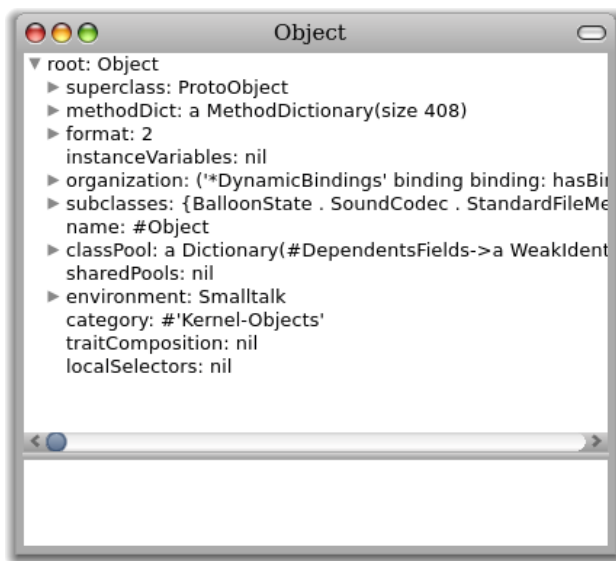 Object
root: Object
superclass: ProtoObject
methodDict: a MethodDictionary(size 408)
format: 2
instanceVariables: nil
organization: ('*DynamicBindings' binding binding: hasBin
subclasses: {BalloonState . SoundCodec . StandardFileMe
name: #Object
classPool: a Dictionary(#DependentsFields->a WeakIdent
sharedPools: nil
environment: Smalltalk
category: #'Kernel-Objects'
traitComposition: nil
localSelectors: nil